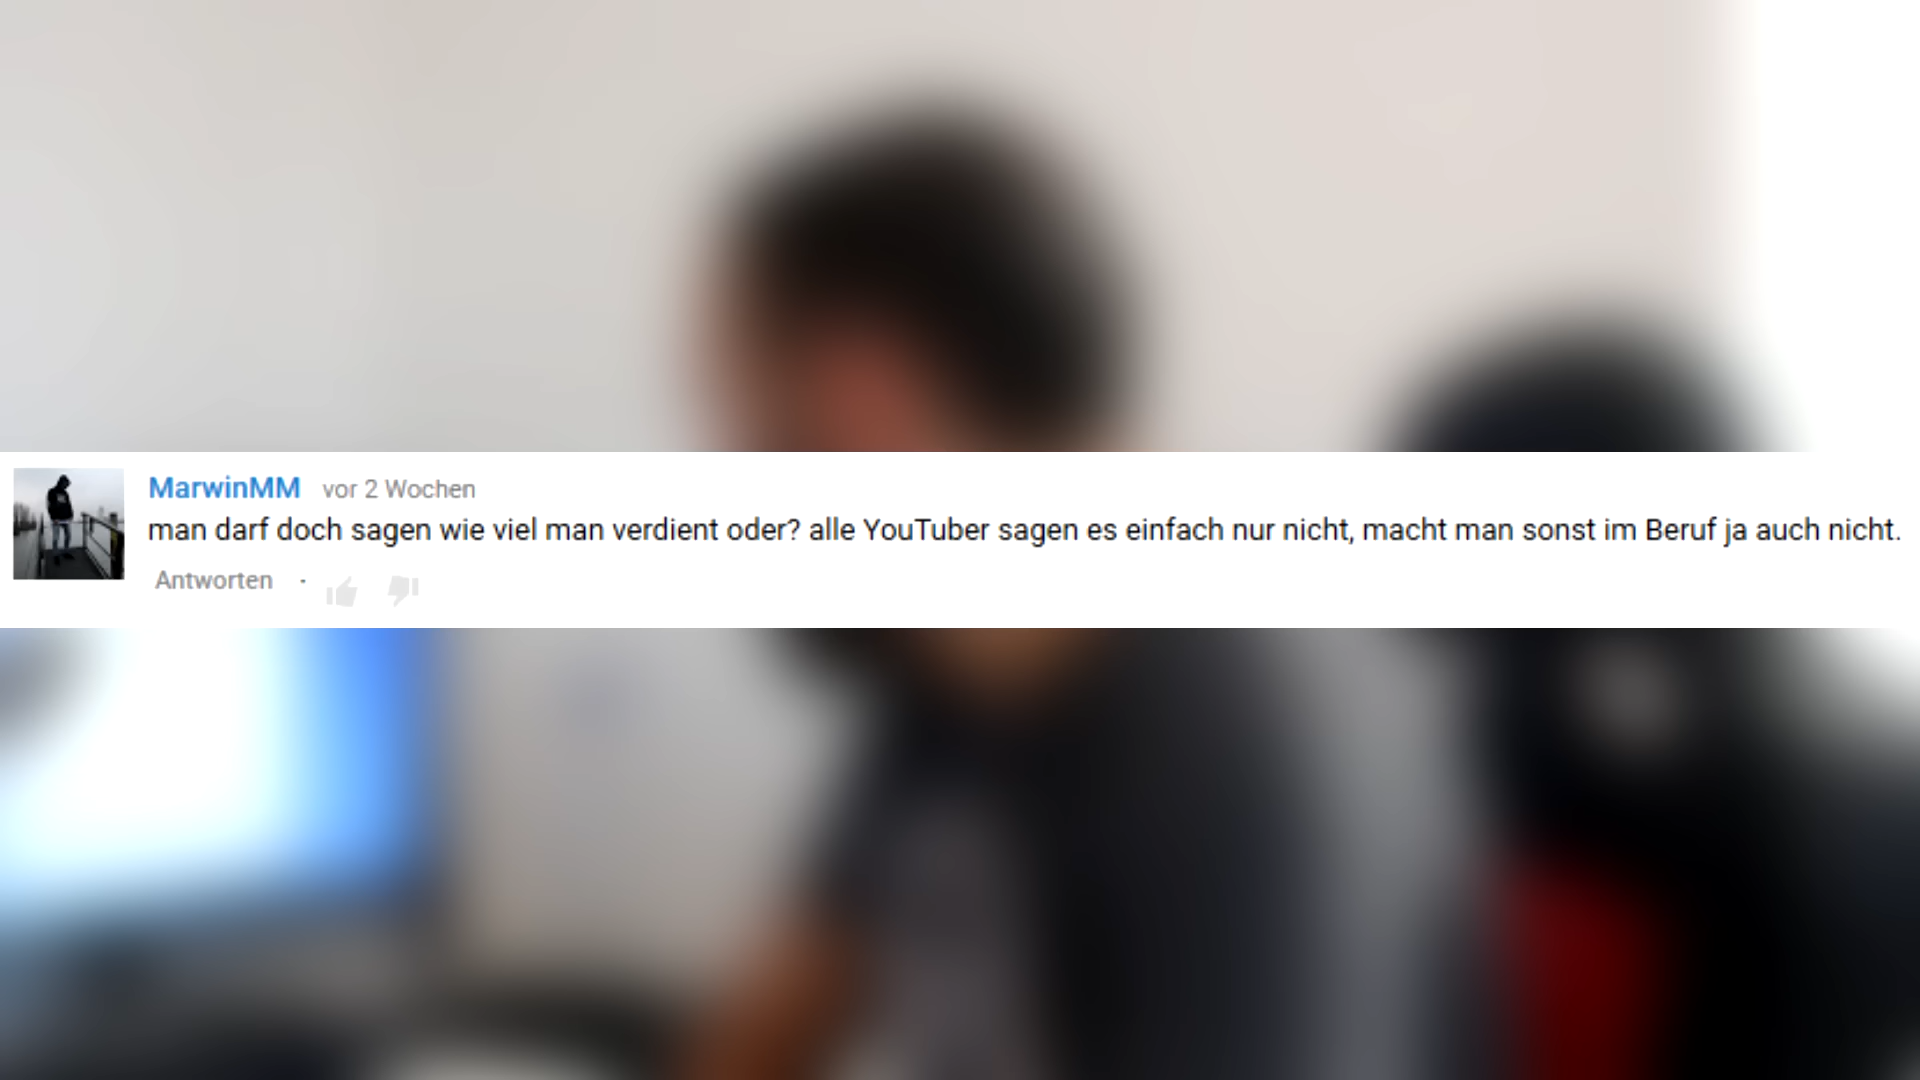 MarwinMM vor 2 Wochen
man darf doch sagen wie viel man verdient oder? alle YouTuber sagen es einfach nur nicht, macht man sonst im Beruf ja auch nicht.
Antworten ·